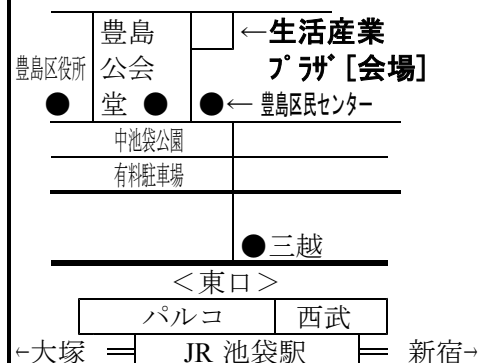 豊島
公会
堂 ●
←生活産業
プラザ［会場］
豊島区役所
●
●← 豊島区民センター
中池袋公園
有料駐車場
●三越
＜東口＞
パルコ 西武
←大塚 JR 池袋駅 新宿→